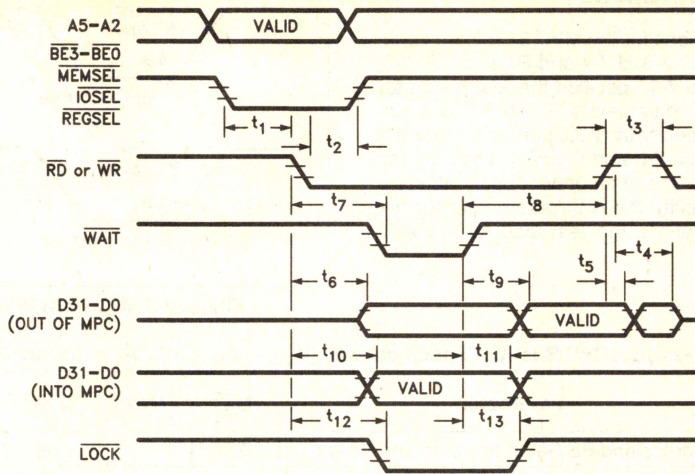 A5-A2
VALID
BE3-BE0
MEMSEL
IOSEL
REGSEL
t1
t2
t3
RD or WR
t7
t8
WAIT
t4
t5
t6
t9
D31-D0
(OUT OF MPC)
VALID
t10
t11
D31-D0
(INTO MPC)
VALID
t12
t13
LOCK